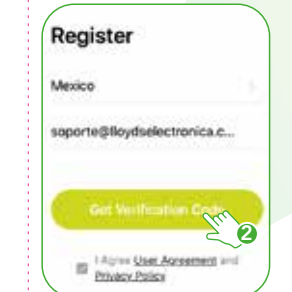 Register
Mexico
soporte@lloydselectronica.c...
Get Verification Code
2
I Agree User Agreement and
Privacy Policy